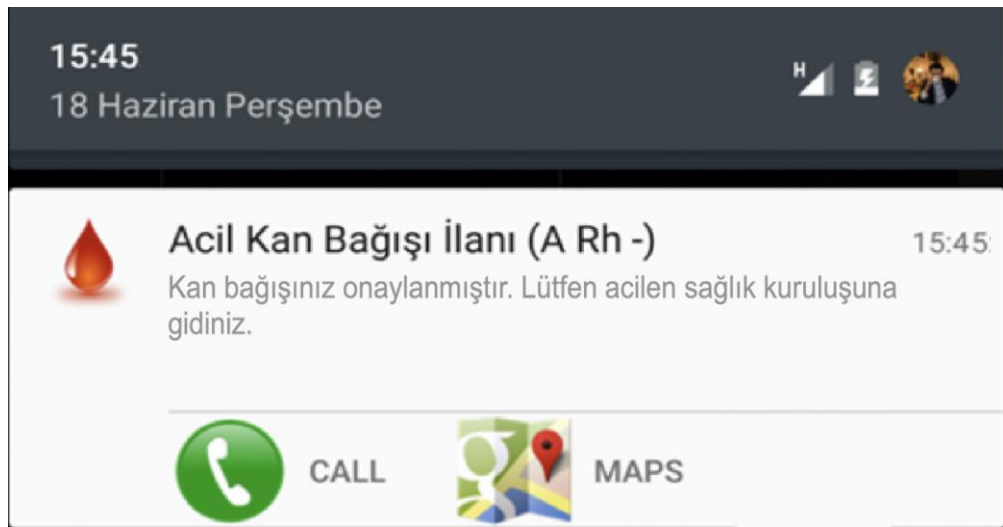 15:45
H
18 Haziran Perşembe
Acil Kan Bağışı İlanı (A Rh -)
15:45
Kan bağışınız onaylanmıştır. Lütfen acilen sağlık kuruluşuna
gidiniz.
CALL
g
MAPS